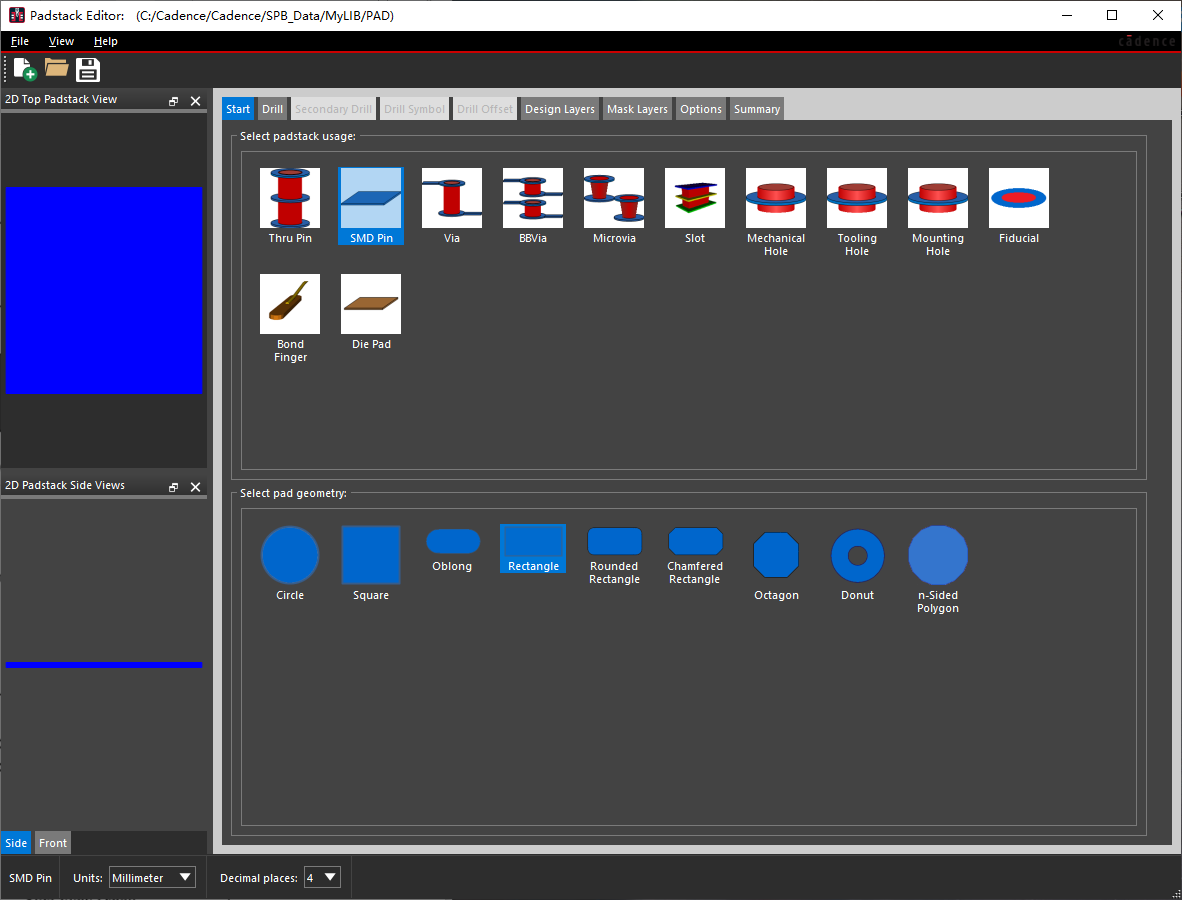 Padstack Editor: (C:/Cadence/Cadence/SPB_Data/MyLIB/PAD)
File View Help
cādence
2D Top Padstack View
Start Drill Secondary Drill Drill Symbol Drill Offset Design Layers Mask Layers Options Summary
Select padstack usage:
Thru Pin
SMD Pin
Via
BBVia
Microvia
Slot
Mechanical
Hole
Tooling
Hole
Mounting
Hole
Fiducial
Bond
Finger
Die Pad
2D Padstack Side Views
Select pad geometry:
Circle
Square
Oblong
Rectangle
Rounded
Rectangle
Chamfered
Rectangle
Octagon
Donut
n-Sided
Polygon
Side Front
SMD Pin Units: Millimeter Decimal places: 4